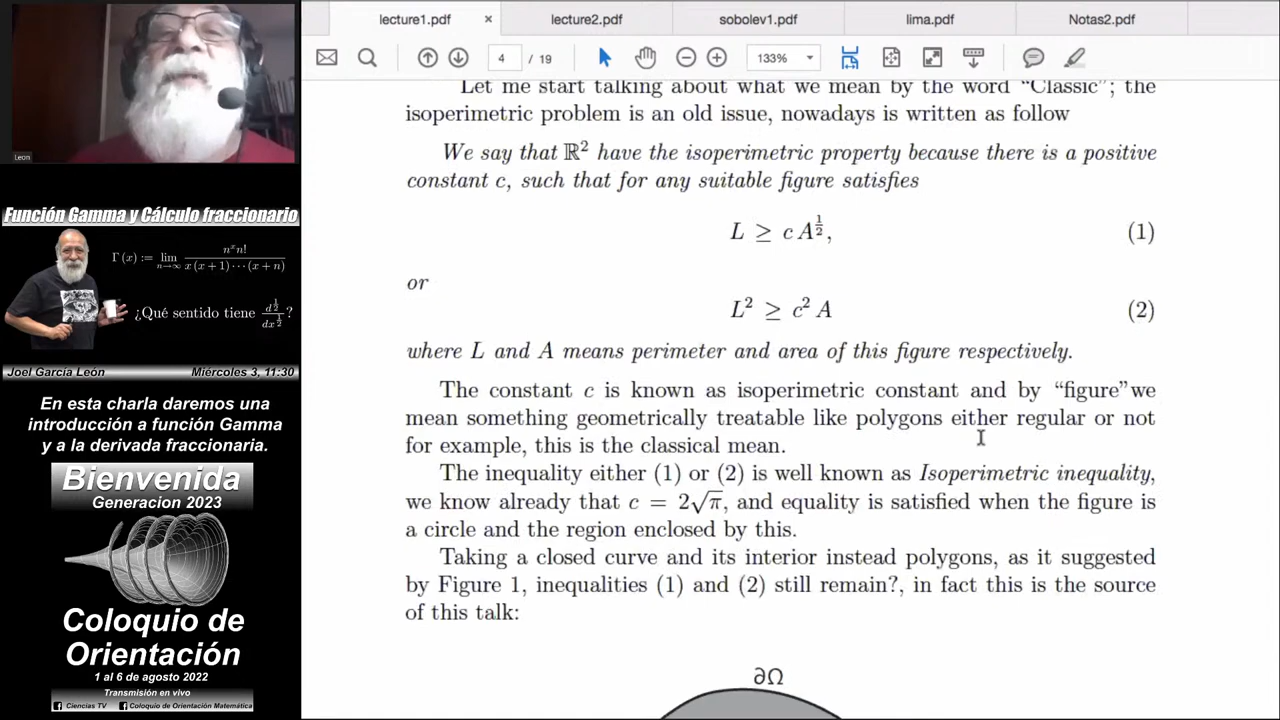 lecture1.pdf × lecture2.pdf sobolev1.pdf lima.pdf Notas2.pdf
4 / 19 133%
Leon
Función Gamma y Cálculo fraccionario
Γ (x) := lim n→∞ n^x n! / x (x + 1) · · · (x + n)
¿Qué sentido tiene d^{1/2} / dx^{1/2} ?
Joel García León Miércoles 3, 11:30
En esta charla daremos una
introducción a función Gamma
y a la derivada fraccionaria.
Bienvenida
Generacion 2023
Coloquio de
Orientación
1 al 6 de agosto 2022
Transmisión en vivo
Ciencias TV Coloquio de Orientación Matemática
Let me start talking about what we mean by the word “Classic”; the
isoperimetric problem is an old issue, nowadays is written as follow
We say that ℝ² have the isoperimetric property because there is a positive
constant c, such that for any suitable figure satisfies
L ≥ c A^{1/2}, (1)
or
L² ≥ c² A (2)
where L and A means perimeter and area of this figure respectively.
The constant c is known as isoperimetric constant and by “figure”we
mean something geometrically treatable like polygons either regular or not
for example, this is the classical mean.
The inequality either (1) or (2) is well known as Isoperimetric inequality,
we know already that c = 2√π, and equality is satisfied when the figure is
a circle and the region enclosed by this.
Taking a closed curve and its interior instead polygons, as it suggested
by Figure 1, inequalities (1) and (2) still remain?, in fact this is the source
of this talk:
∂Ω